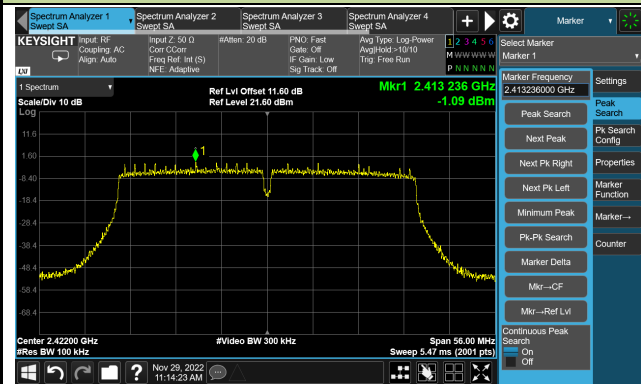 Spectrum Analyzer 1
Swept SA
Spectrum Analyzer 2
Swept SA
Spectrum Analyzer 3
Swept SA
Spectrum Analyzer 4
Swept SA
+
Marker
KEYSIGHT
Input: RF
Coupling: AC
Align: Auto
Input Z: 50 Ω
Corr CCorr
Freq Ref: Int (S)
NFE: Adaptive
#Atten: 20 dB
PNO: Fast
Gate: Off
IF Gain: Low
Sig Track: Off
Avg Type: Log-Power
Avg|Hold:>10/10
Trig: Free Run
1 2 3 4 5 6
M W W W W W
P N N N N N
LXI
Select Marker
Marker 1
1 Spectrum
Scale/Div 10 dB
Log
Ref Lvl Offset 11.60 dB
Ref Level 21.60 dBm
Mkr1 2.413 236 GHz
-1.09 dBm
11.6
1.60
-8.40
-18.4
-28.4
-38.4
-48.4
-58.4
-68.4
1
Center 2.42200 GHz
#Res BW 100 kHz
#Video BW 300 kHz
Span 56.00 MHz
Sweep 5.47 ms (2001 pts)
Marker Frequency
2.413236000 GHz
Peak Search
Next Peak
Next Pk Right
Next Pk Left
Minimum Peak
Pk-Pk Search
Marker Delta
Mkr→CF
Mkr→Ref Lvl
Continuous Peak
Search
On
Off
Settings
Peak
Search
Pk Search
Config
Properties
Marker
Function
Marker→
Counter
?
Nov 29, 2022
11:14:23 AM